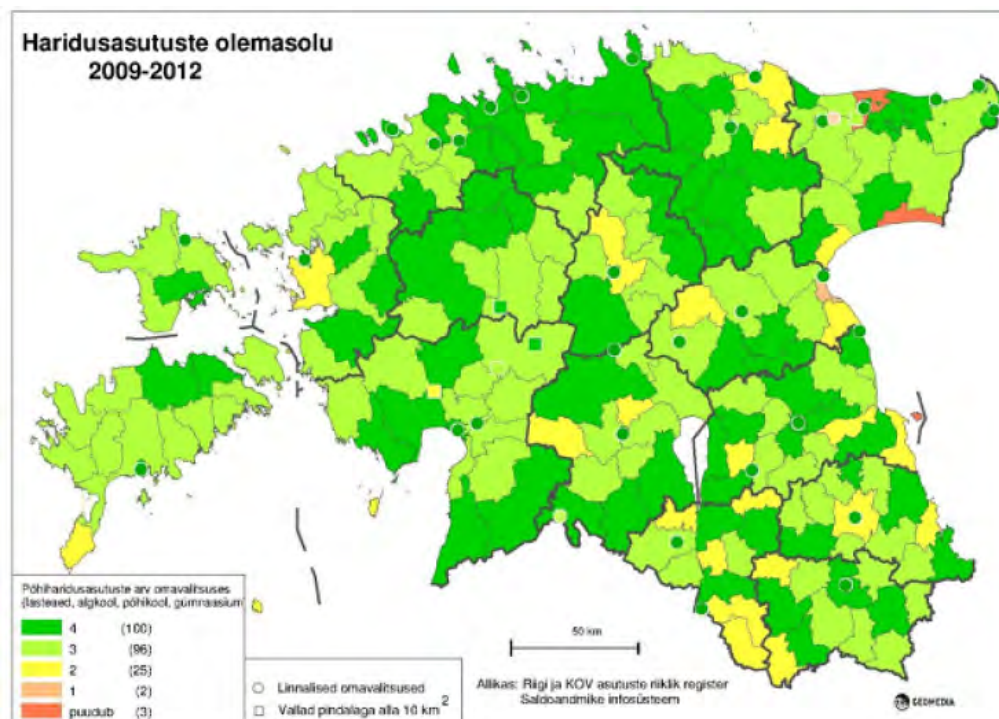 Haridusasutuste olemasolu
2009-2012
Põhiharidusasutuste arv omavalitsuses
(lasteaed, algkool, põhikool, gümnaasium)
4 (100)
3 (96)
2 (25)
1 (2)
puudub (3)
Linnalised omavalitsused
Vallad pindalaga alla 10 km 2
50 km
Allikas: Riigi ja KOV asutuste riiklik register
Saldoandmike infosüsteem
GEOMEDIA